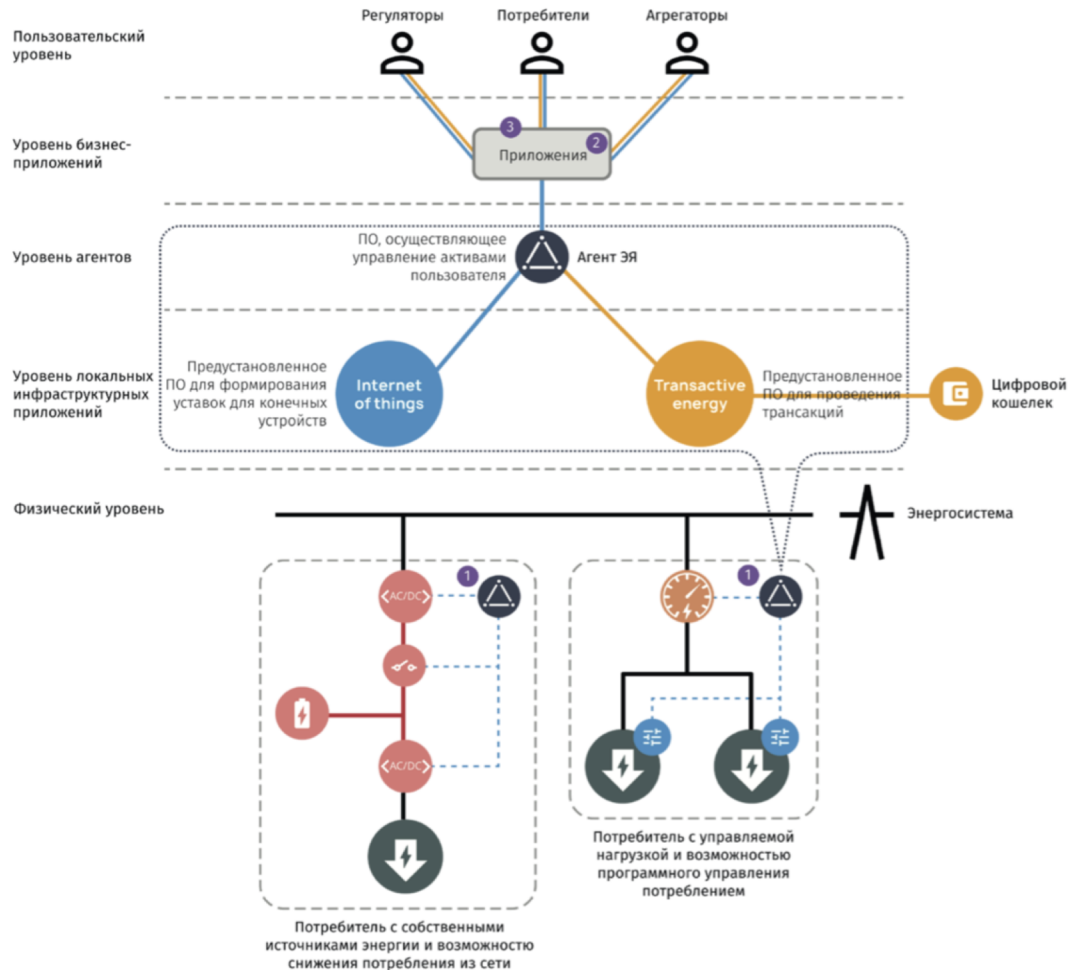 Регуляторы
Потребители
Агрегаторы
Пользовательский
уровень
3
2
Уровень бизнес-
приложений
Приложения
ПО, осуществляющее
управление активами
пользователя
Уровень агентов
Агент ЭЯ
Уровень локальных
инфраструктурных
приложений
Предустановленное
ПО для формирования
уставок для конечных
устройств
Internet
of things
Transactive
energy
Предустановленное
ПО для проведения
трансакций
Цифровой
кошелек
Физический уровень
Энергосистема
1
AC/DC
AC/DC
1
Потребитель с управляемой
нагрузкой и возможностью
программного управления
потреблением
Потребитель с собственными
источниками энергии и возможностю
снижения потребления из сети